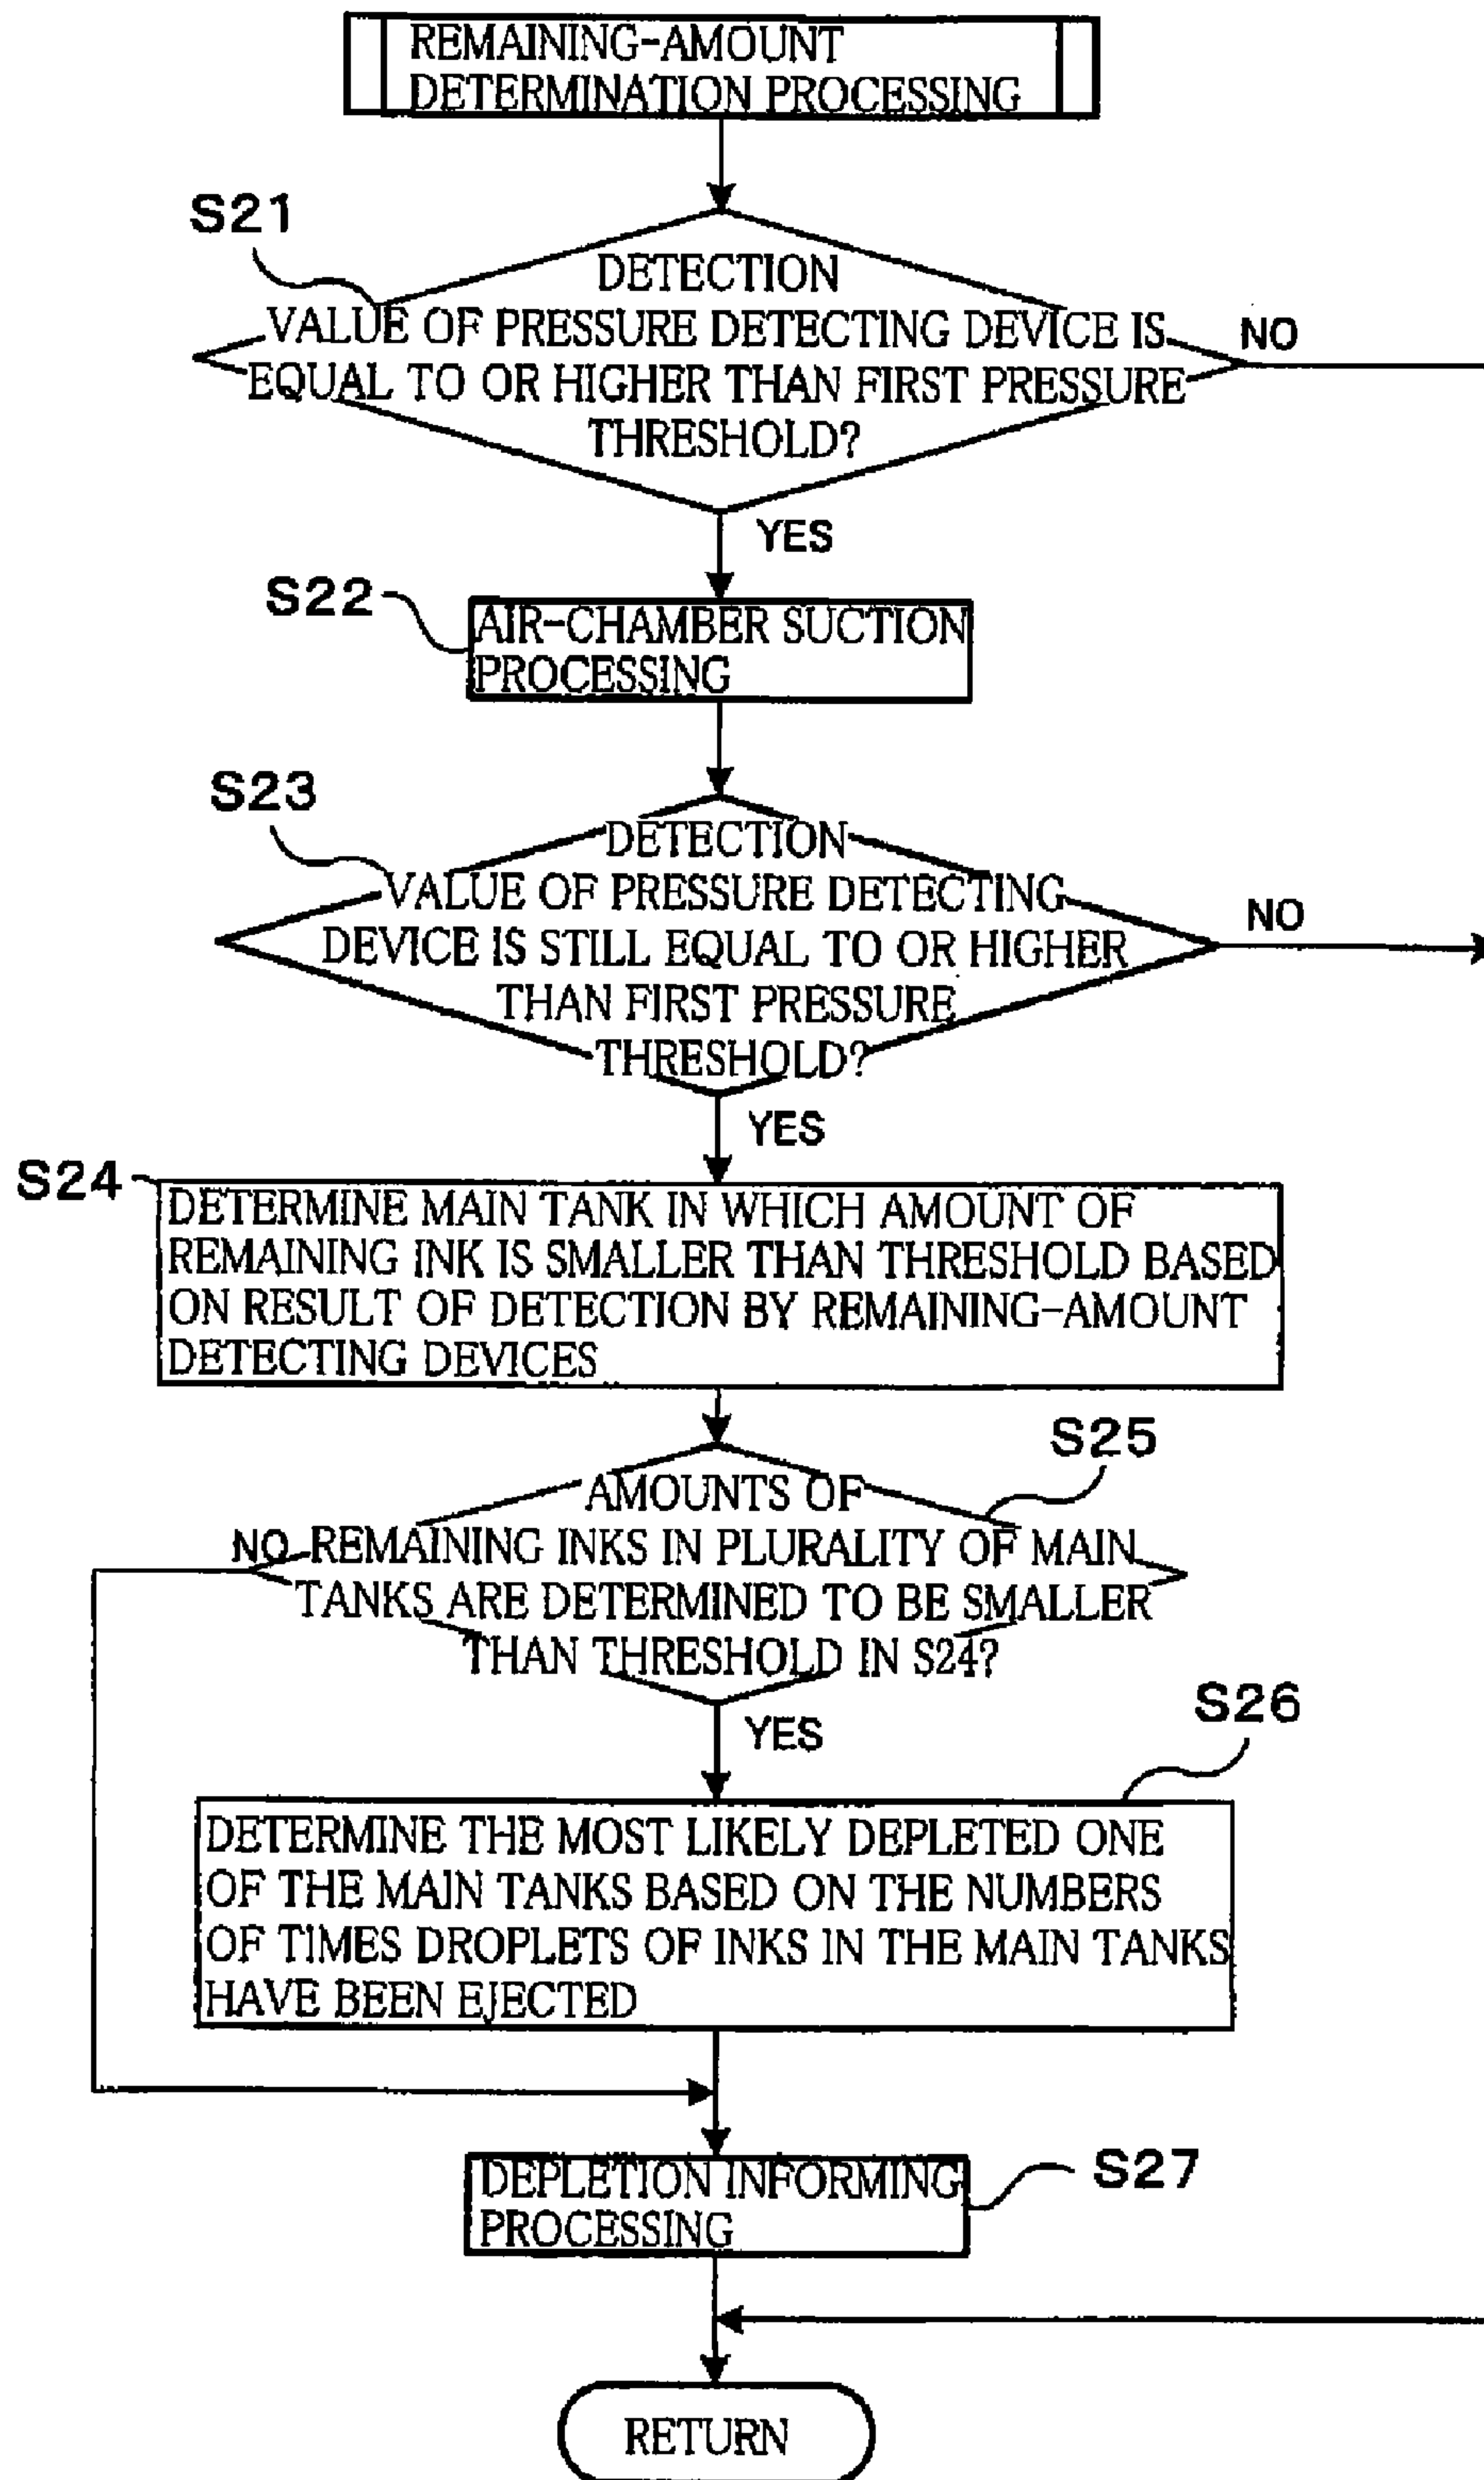 REMAINING-AMOUNT
DETERMINATION PROCESSING
S21
DETECTION
VALUE OF PRESSURE DETECTING DEVICE IS
NO
EQUAL TO OR HIGHER THAN FIRST PRESSURE
THRESHOLD?
YES
S22
AIR-CHAMBER SUCTION
PROCESSING
S23
DETECTION
VALUE OF PRESSURE DETECTING
NO
DEVICE IS STILL EQUAL TO OR HIGHER
THAN FIRST PRESSURE
THRESHOLD?
YES
S24
DETERMINE MAIN TANK IN WHICH AMOUNT OF
REMAINING INK IS SMALLER THAN THRESHOLD BASED
ON RESULT OF DETECTION BY REMAINING-AMOUNT
DETECTING DEVICES
S25
AMOUNTS OF
NO
REMAINING INKS IN PLURALITY OF MAIN
TANKS ARE DETERMINED TO BE SMALLER
THAN THRESHOLD IN S24?
YES
S26
DETERMINE THE MOST LIKELY DEPLETED ONE
OF THE MAIN TANKS BASED ON THE NUMBERS
OF TIMES DROPLETS OF INKS IN THE MAIN TANKS
HAVE BEEN EJECTED
S27
DEPLETION INFORMING
PROCESSING
RETURN